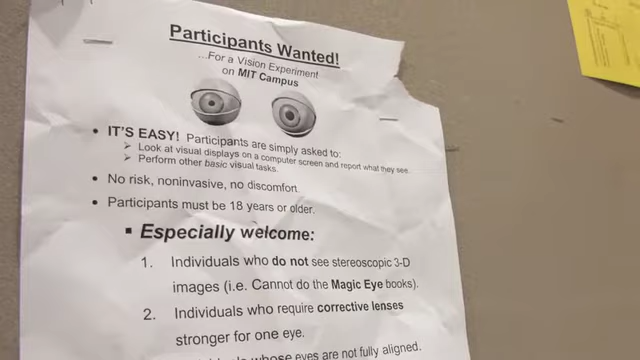 Participants Wanted!
...For a Vision Experiment
on MIT Campus
• IT'S EASY! Participants are simply asked to:
➢ Look at visual displays on a computer screen and report what they see.
➢ Perform other basic visual tasks.
• No risk, noninvasive, no discomfort
• Participants must be 18 years or older.
▪ Especially welcome:
1. Individuals who do not see stereoscopic 3-D
images (i.e. Cannot do the Magic Eye books).
2. Individuals who require corrective lenses
stronger for one eye.
whose eyes are not fully aligned.